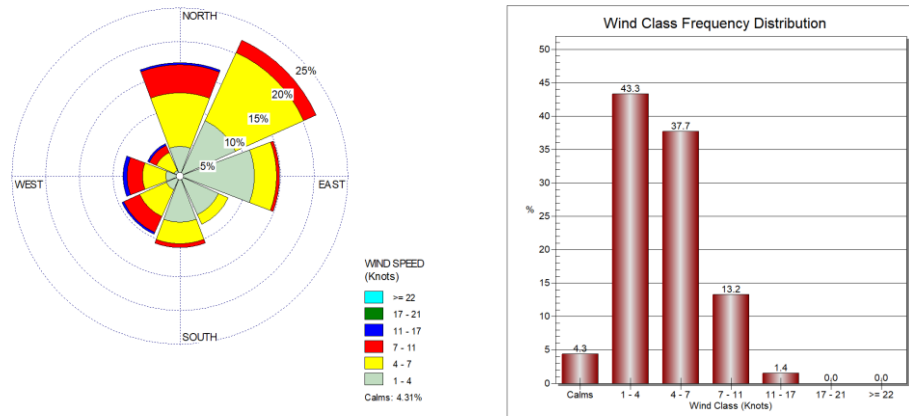 NORTH
25%
20%
15%
10%
5%
WEST
EAST
SOUTH
WIND SPEED
(Knots)
>= 22
17 - 21
11 - 17
7 - 11
4 - 7
1 - 4
Calms: 4.31%
Wind Class Frequency Distribution
50
45
43.3
40
37.7
35
30
25
%
20
15
13.2
10
5
4.3
1.4
0.0
0.0
0
Calms
1 - 4
4 - 7
7 - 11
11 - 17
17 - 21
>= 22
Wind Class (Knots)